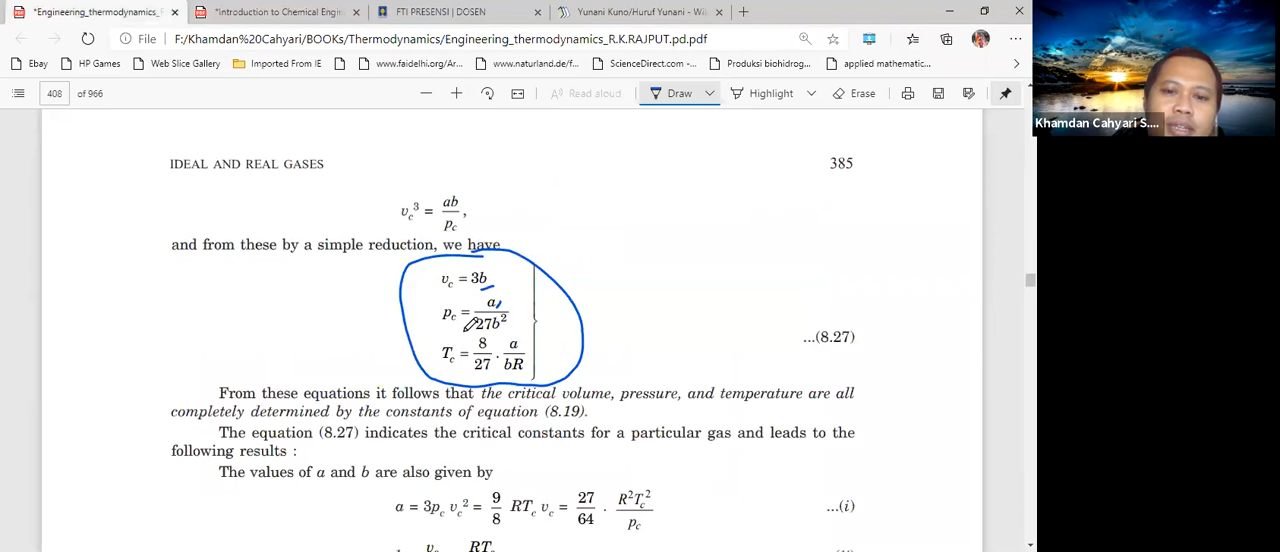 *Engineering_thermodynamics_
*Introduction to Chemical Engin
FTI PRESENSI | DOSEN
Yunani Kuno/Huruf Yunani - Wi
File
F:/Khamdan%20Cahyari/BOOKs/Thermodynamics/Engineering_thermodynamics_R.K.RAJPUT.pd.pdf
Ebay
HP Games
Web Slice Gallery
Imported From IE
www.faidelhi.org/Ar...
www.naturland.de/f...
ScienceDirect.com -...
Produksi biohidrog...
applied mathematic...
408 of 966
Read aloud
Draw
Highlight
Erase
Khamdan Cahyari S....
IDEAL AND REAL GASES
385
v_c^3 = ab/p_c,
and from these by a simple reduction, we have
v_c = 3b
p_c = a/27b^2
T_c = 8/27 . a/bR
...(8.27)
From these equations it follows that the critical volume, pressure, and temperature are all
completely determined by the constants of equation (8.19).
The equation (8.27) indicates the critical constants for a particular gas and leads to the
following results :
The values of a and b are also given by
a = 3p_c v_c^2 = 9/8 RT_c v_c = 27/64 . R^2T_c^2/p_c
...(i)